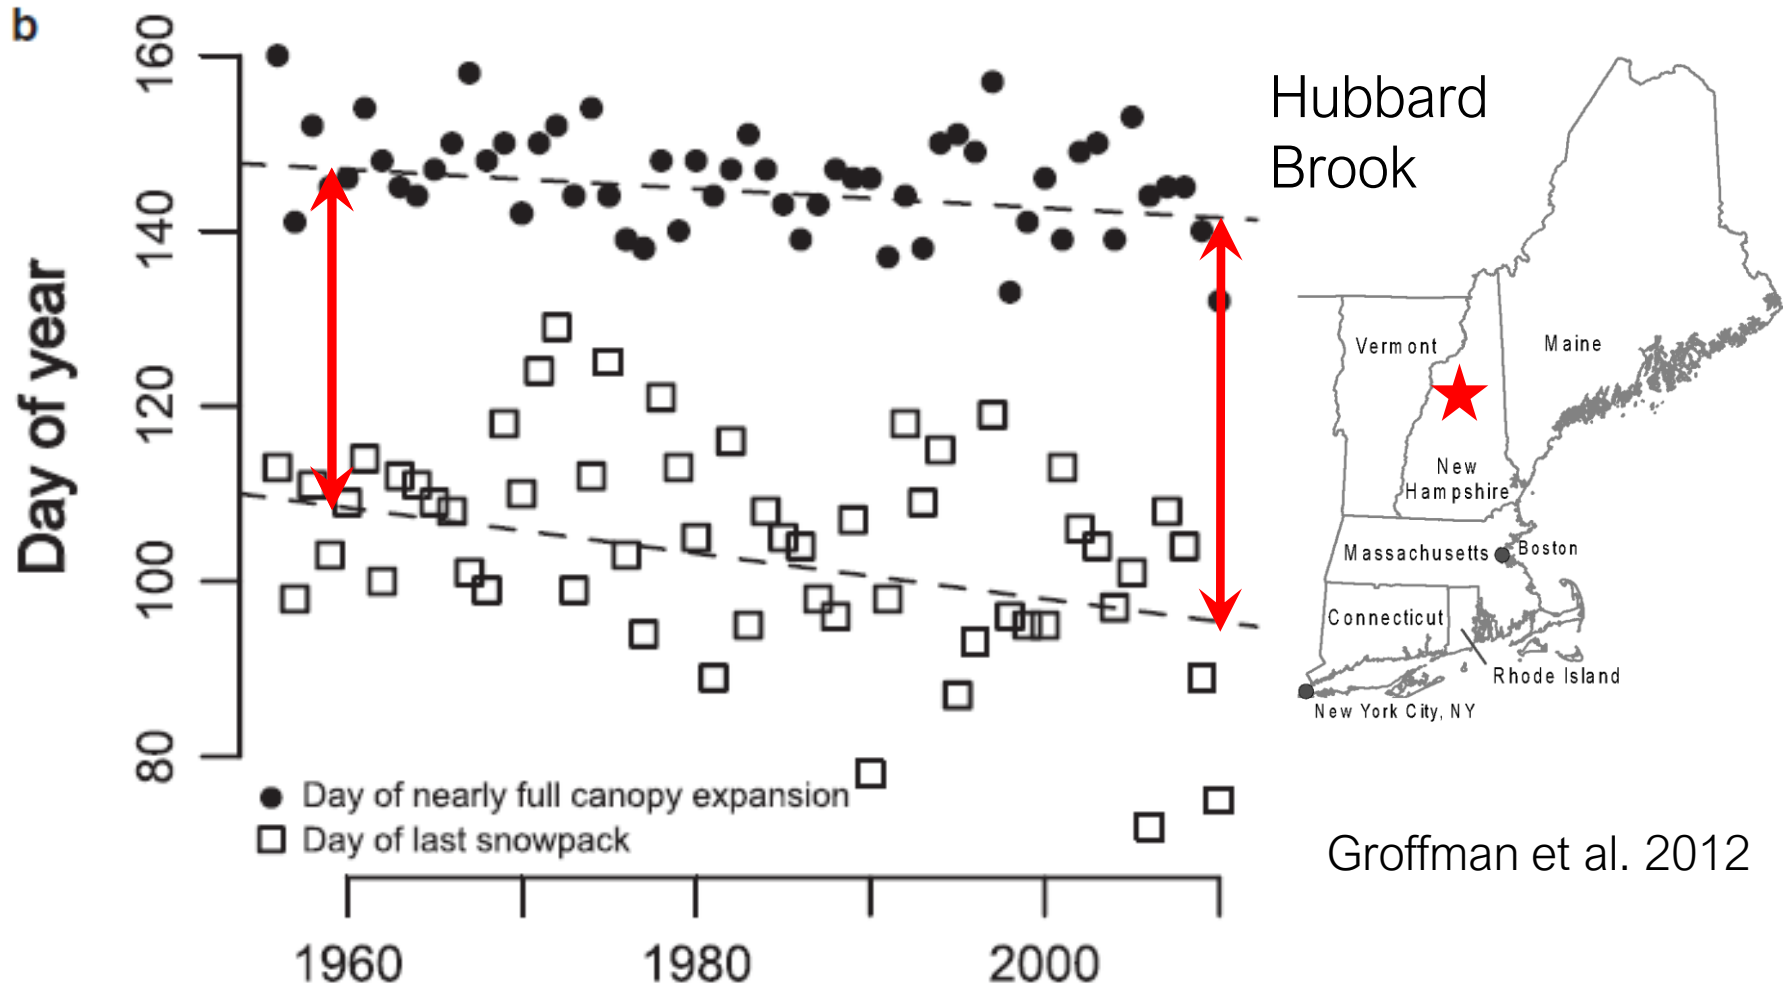 b
Day of year
160
140
120
100
80
Day of nearly full canopy expansion
Day of last snowpack
1960
1980
2000
Hubbard
Brook
Vermont
Maine
New
Hampshire
Massachusetts
Boston
Connecticut
Rhode Island
New York City, NY
Groffman et al. 2012